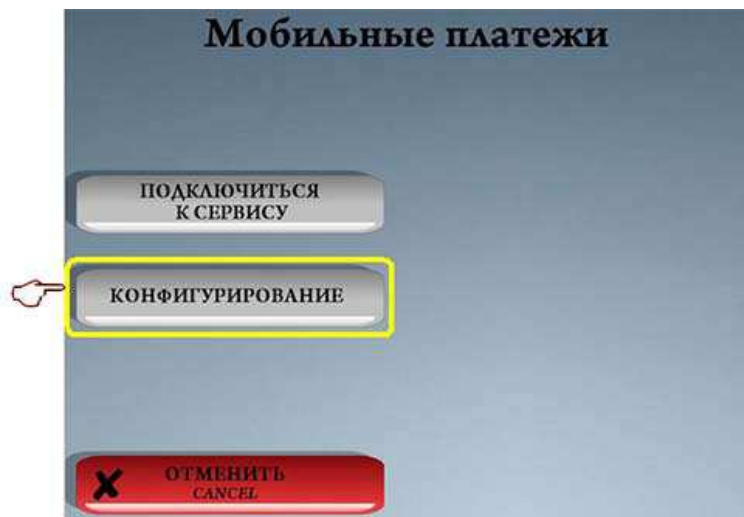 Мобильные платежи
ПОДКЛЮЧИТЬСЯ
К СЕРВИСУ
КОНФИГУРИРОВАНИЕ
ОТМЕНИТЬ
CANCEL